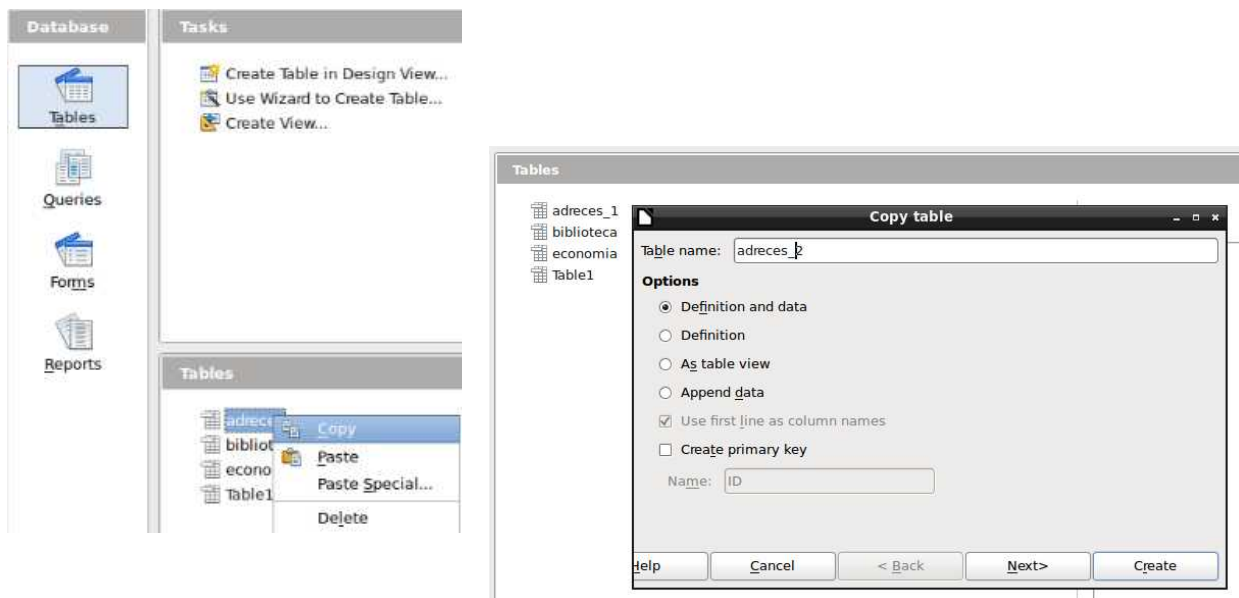 Database
Tables
Queries
Forms
Reports
Tasks
Create Table in Design View...
Use Wizard to Create Table...
Create View...
Tables
adrece
bibliot
econo
Table1
Copy
Paste
Paste Special...
Delete
Tables
adreces_1
biblioteca
economia
Table1
Copy table
Table name: adreces_2
Options
Definition and data
Definition
As table view
Append data
Use first line as column names
Create primary key
Name: ID
Help Cancel < Back Next> Create